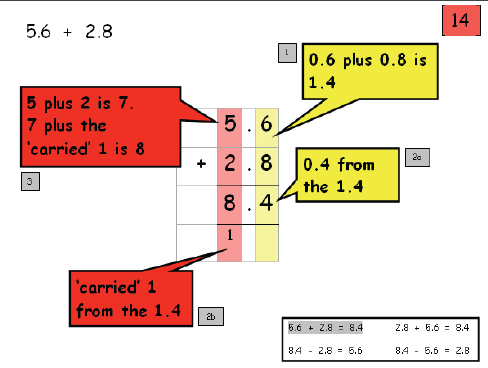 5.6 + 2.8
14
1
0.6 plus 0.8 is
1.4
5 plus 2 is 7.
7 plus the
'carried' 1 is 8
3
5 . 6
+ 2 . 8
8 . 4
1
2a
0.4 from
the 1.4
'carried' 1
from the 1.4
2b
5.6 + 2.8 = 8.4 2.8 + 5.6 = 8.4
8.4 - 2.8 = 5.6 8.4 - 5.6 = 2.8